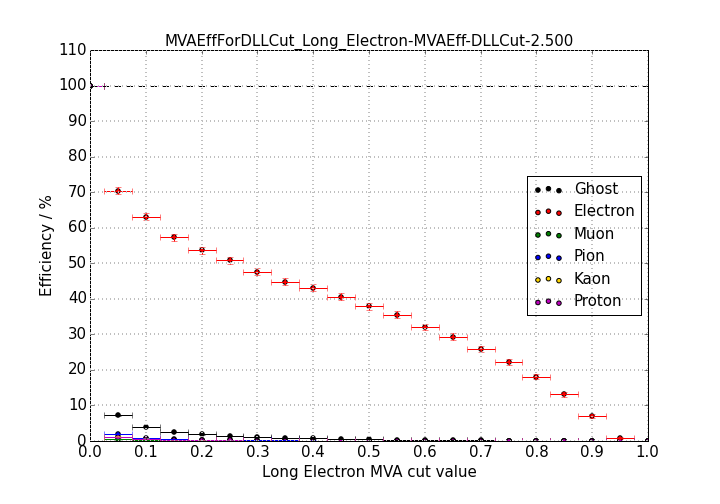 MVAEffForDLLCut_Long_Electron-MVAEff-DLLCut-2.500
110
100
90
80
70
60
50
40
30
20
10
0
Efficiency / %
Ghost
Electron
Muon
Pion
Kaon
Proton
0.0 0.1 0.2 0.3 0.4 0.5 0.6 0.7 0.8 0.9 1.0
Long Electron MVA cut value